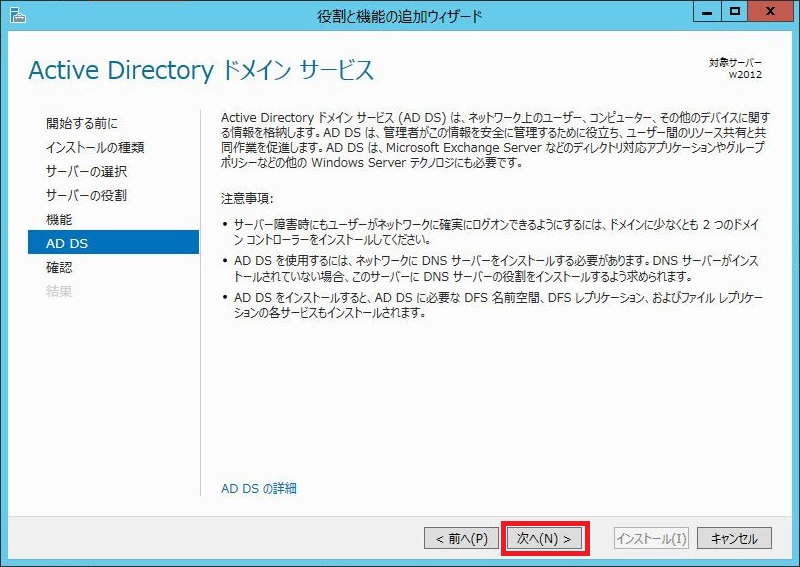 役割と機能の追加ウィザード
Active Directory ドメイン サービス
対象サーバー
w2012
開始する前に
インストールの種類
サーバーの選択
サーバーの役割
機能
AD DS
確認
結果
Active Directory ドメイン サービス (AD DS) は、ネットワーク上のユーザー、コンピューター、その他のデバイスに関す
る情報を格納します。AD DS は、管理者がこの情報を安全に管理するために役立ち、ユーザー間のリソース共有と共
同作業を促進します。AD DS は、Microsoft Exchange Server などのディレクトリ対応アプリケーションやグループ
ポリシーなどの他の Windows Server テクノロジにも必要です。
注意事項:
• サーバー障害時にもユーザーがネットワークに確実にログオンできるようにするには、ドメインに少なくとも 2 つのドメイ
ン コントローラーをインストールしてください。
• AD DS を使用するには、ネットワークに DNS サーバーをインストールする必要があります。DNS サーバーがインス
トールされていない場合、このサーバーに DNS サーバーの役割をインストールするよう求められます。
• AD DS をインストールすると、AD DS に必要な DFS 名前空間、DFS レプリケーション、およびファイル レプリケー
ションの各サービスもインストールされます。
AD DS の詳細
< 前へ(P)
次へ(N) >
インストール(I)
キャンセル